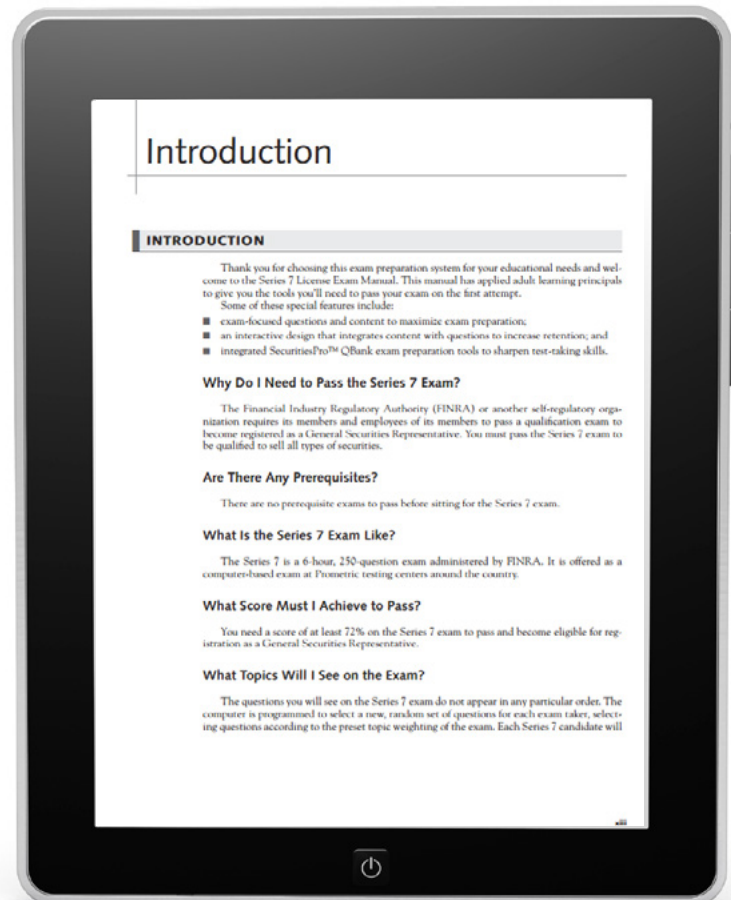 Introduction
INTRODUCTION
Thank you for choosing this exam preparation system for your educational needs and wel-
come to the Series 7 License Exam Manual. This manual has applied adult learning principals
to give you the tools you'll need to pass your exam on the first attempt.
Some of these special features include:
■ exam-focused questions and content to maximize exam preparation;
■ an interactive design that integrates content with questions to increase retention; and
■ integrated SecuritiesPro™ QBank exam preparation tools to sharpen test-taking skills.
Why Do I Need to Pass the Series 7 Exam?
The Financial Industry Regulatory Authority (FINRA) or another self-regulatory orga-
nization requires its members and employees of its members to pass a qualification exam to
become registered as a General Securities Representative. You must pass the Series 7 exam to
be qualified to sell all types of securities.
Are There Any Prerequisites?
There are no prerequisite exams to pass before sitting for the Series 7 exam.
What Is the Series 7 Exam Like?
The Series 7 is a 6-hour, 250-question exam administered by FINRA. It is offered as a
computer-based exam at Prometric testing centers around the country.
What Score Must I Achieve to Pass?
You need a score of at least 72% on the Series 7 exam to pass and become eligible for reg-
istration as a General Securities Representative.
What Topics Will I See on the Exam?
The questions you will see on the Series 7 exam do not appear in any particular order. The
computer is programmed to select a new, random set of questions for each exam taker, select-
ing questions according to the preset topic weighting of the exam. Each Series 7 candidate will